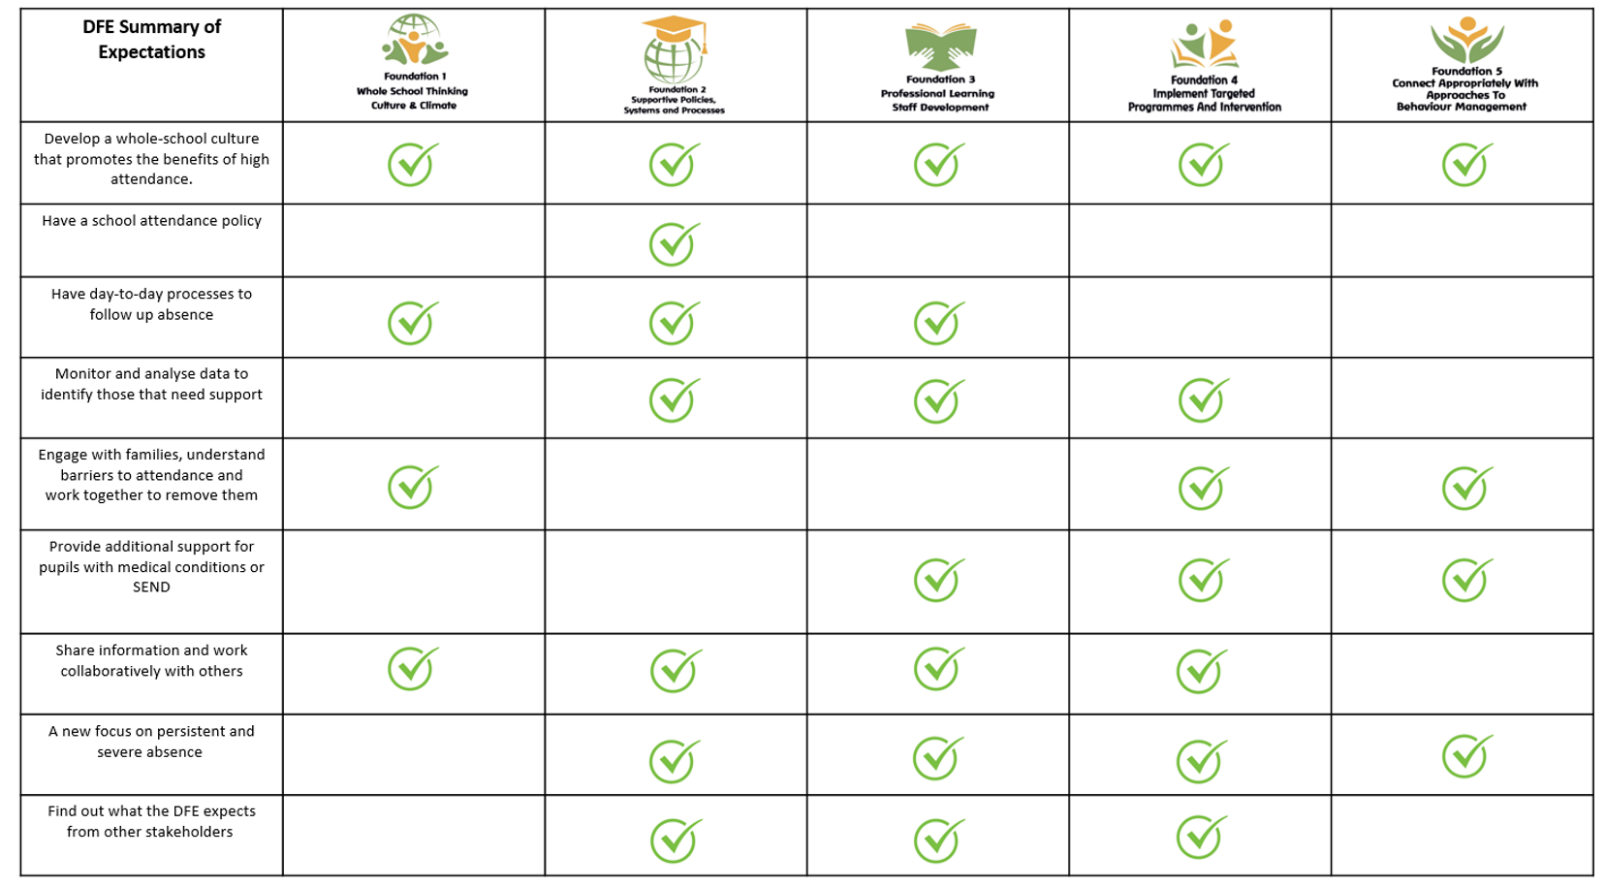 DFE Summary of
Expectations
Foundation 1
Whole School Thinking
Culture & Climate
Foundation 2
Supportive Policies,
Systems and Processes
Foundation 3
Professional Learning
Staff Development
Foundation 4
Implement Targeted
Programmes And Intervention
Foundation 5
Connect Appropriately With
Approaches To
Behaviour Management
Develop a whole-school culture
that promotes the benefits of high
attendance.
Have a school attendance policy
Have day-to-day processes to
follow up absence
Monitor and analyse data to
identify those that need support
Engage with families, understand
barriers to attendance and
work together to remove them
Provide additional support for
pupils with medical conditions or
SEND
Share information and work
collaboratively with others
A new focus on persistent and
severe absence
Find out what the DFE expects
from other stakeholders